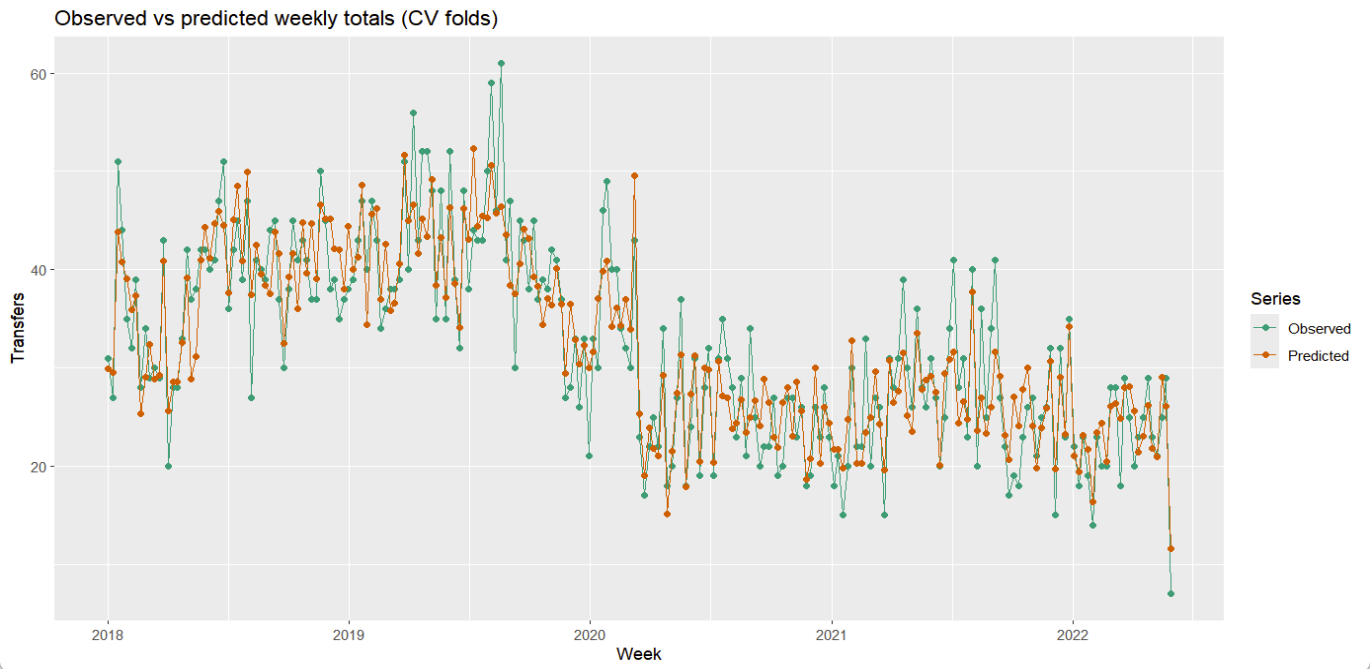 Observed vs predicted weekly totals (CV folds)
60
40
20
Transfers
2018 2019 2020 2021 2022
Week
Series
Observed
Predicted